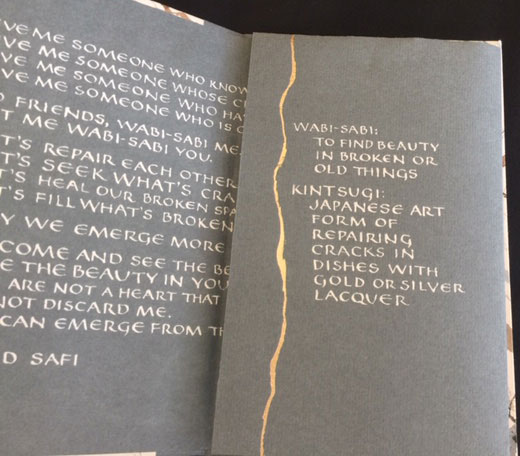 VE ME SOMEONE WHO KNOW
VE ME SOMEONE WHOSE C
VE ME SOMEONE WHO HA
VE ME SOMEONE WHO IS
O FRIENDS, WABI-SABI ME
T ME WABI-SABI YOU.
T'S REPAIR EACH OTHER
T'S SEEK WHAT'S CRA
T'S HEAL OUR BROKEN SPA
T'S FILL WHAT'S BROKEN
Y WE EMERGE MORE
COME AND SEE THE BE
E THE BEAUTY IN YOU
ARE NOT A HEART THAT
NOT DISCARD ME.
CAN EMERGE FROM TH
D SAFI
WABI-SABI:
TO FIND BEAUTY
IN BROKEN OR
OLD THINGS
KINTSUGI:
JAPANESE ART
FORM OF
REPAIRING
CRACKS IN
DISHES WITH
GOLD OR SILVER
LACQUER